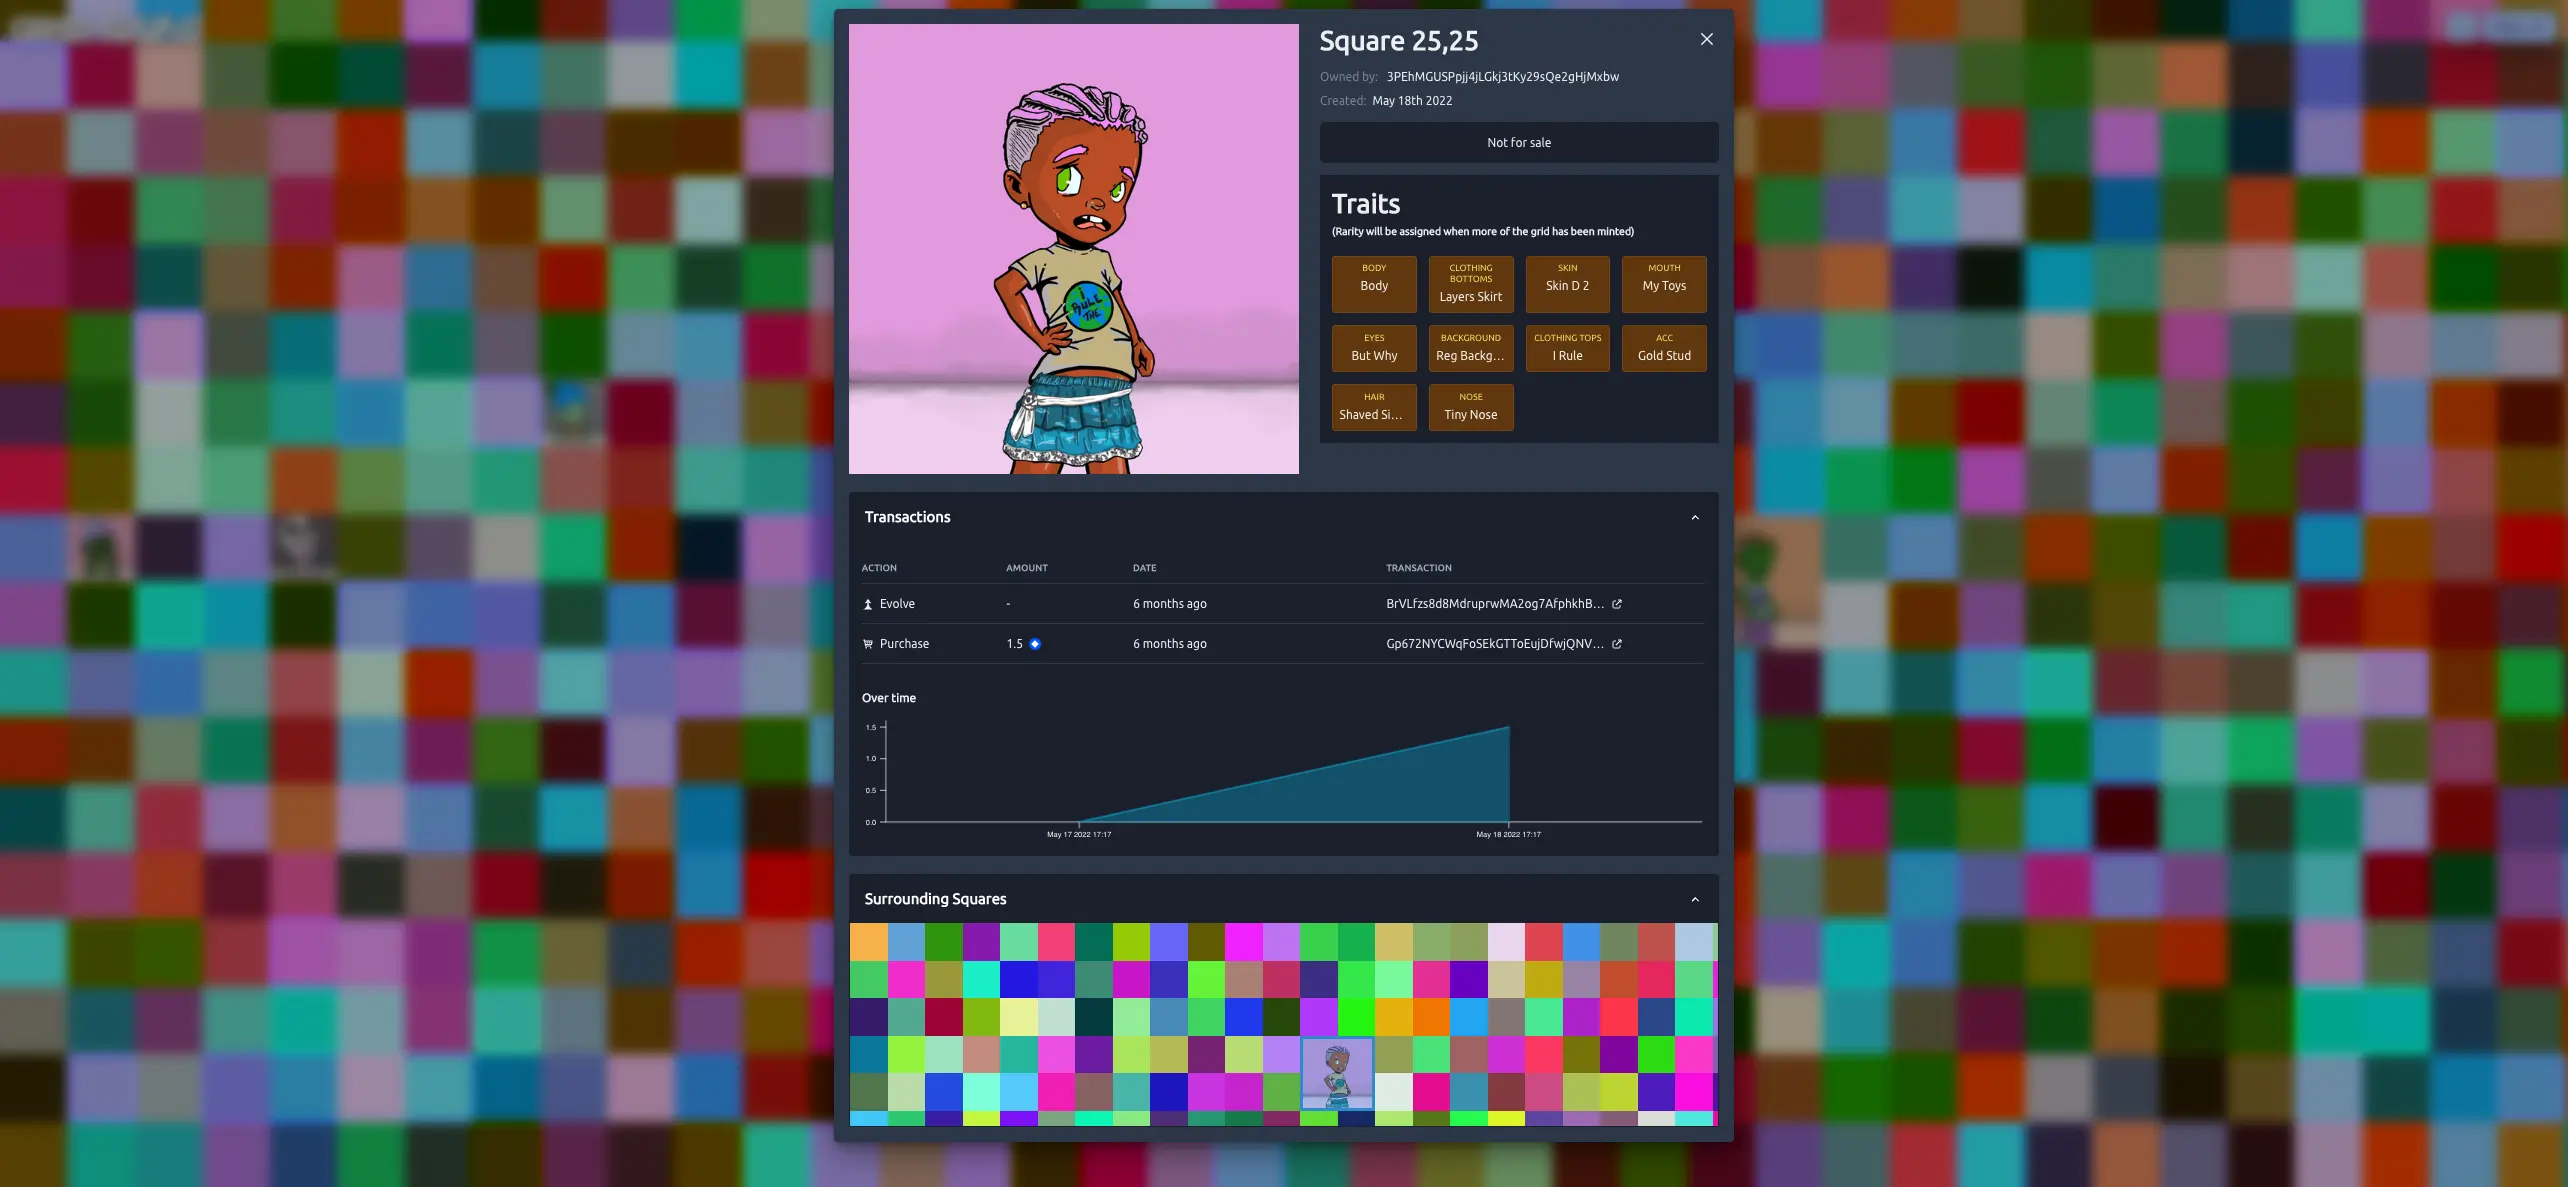 Square 25,25
Owned by: 3PEhMGUSPpjj4jLGkj3tKy29sQe2gHjMxbw
Created: May 18th 2022
Not for sale
Traits
(Rarity will be assigned when more of the grid has been minted)
BODY
Body
CLOTHING
BOTTOMS
Layers Skirt
SKIN
Skin D 2
MOUTH
My Toys
EYES
But Why
BACKGROUND
Reg Backg...
CLOTHING TOPS
I Rule
ACC
Gold Stud
HAIR
Shaved Si...
NOSE
Tiny Nose
I
RULE
THE
Transactions
ACTION AMOUNT DATE TRANSACTION
Evolve - 6 months ago BrVLfzs8d8MdruprwMA2og7AfphkhB...
Purchase 1.5 6 months ago Gp672NYCWqFoSEkGTToEujDfwjQNV...
Over time
1.5
1.0
0.5
0.0
May 17 2022 17:17 May 18 2022 17:17
Surrounding Squares